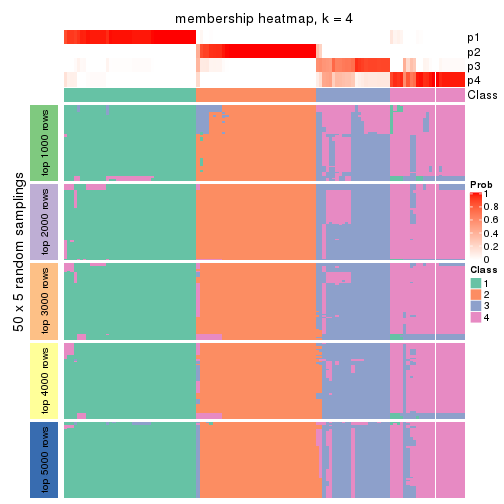 membership heatmap, k = 4
p1
p2
p3
p4
Class
50 x 5 random samplings
top 1000 rows
top 2000 rows
top 3000 rows
top 4000 rows
top 5000 rows
Prob
1
0.8
0.6
0.4
0.2
0
Class
1
2
3
4